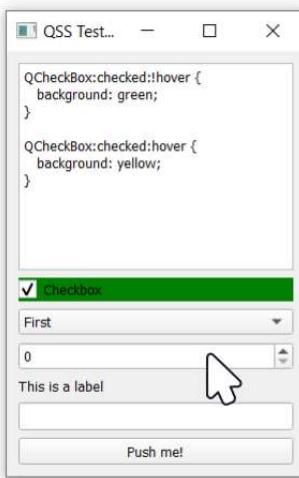 QSS Test...
QCheckBox:checked:!hover {
   background: green;
}

QCheckBox:checked:hover {
   background: yellow;
}
Checkbox
First
0
This is a label
Push me!